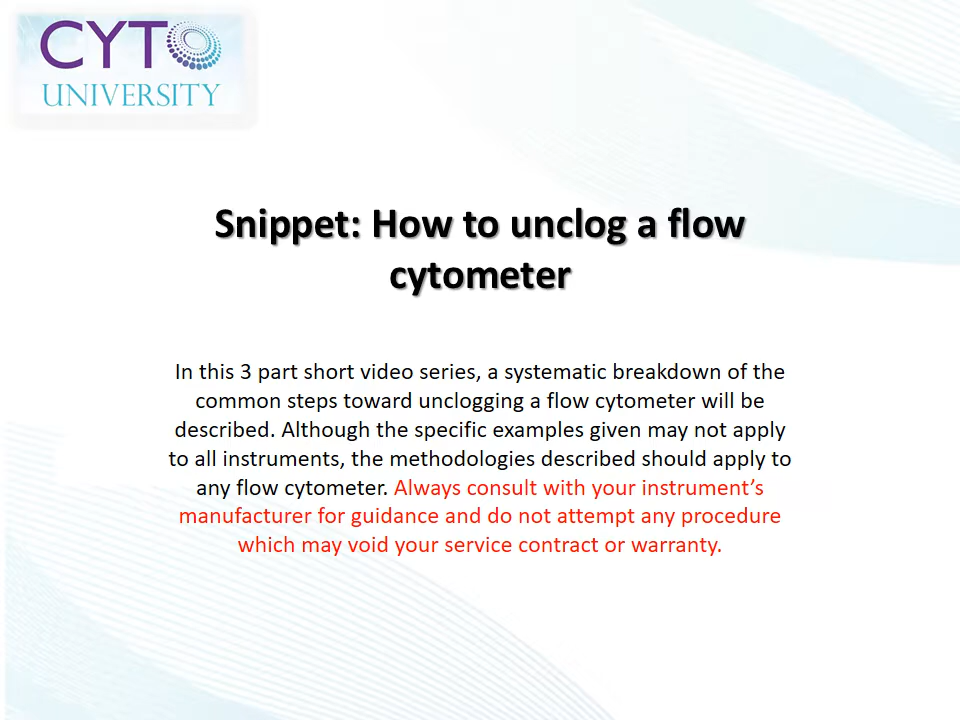 CYTO
UNIVERSITY
Snippet: How to unclog a flow
cytometer
In this 3 part short video series, a systematic breakdown of the
common steps toward unclogging a flow cytometer will be
described. Although the specific examples given may not apply
to all instruments, the methodologies described should apply to
any flow cytometer. Always consult with your instrument’s
manufacturer for guidance and do not attempt any procedure
which may void your service contract or warranty.